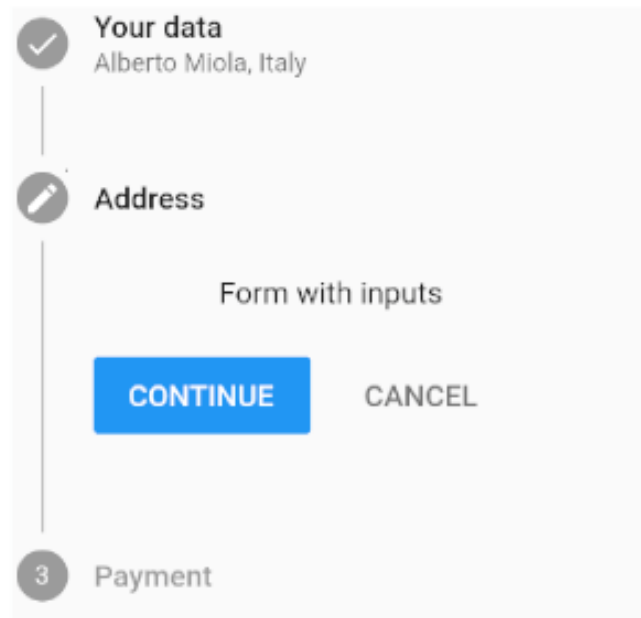 Your data
Alberto Miola, Italy
Address
Form with inputs
CONTINUE CANCEL
3 Payment